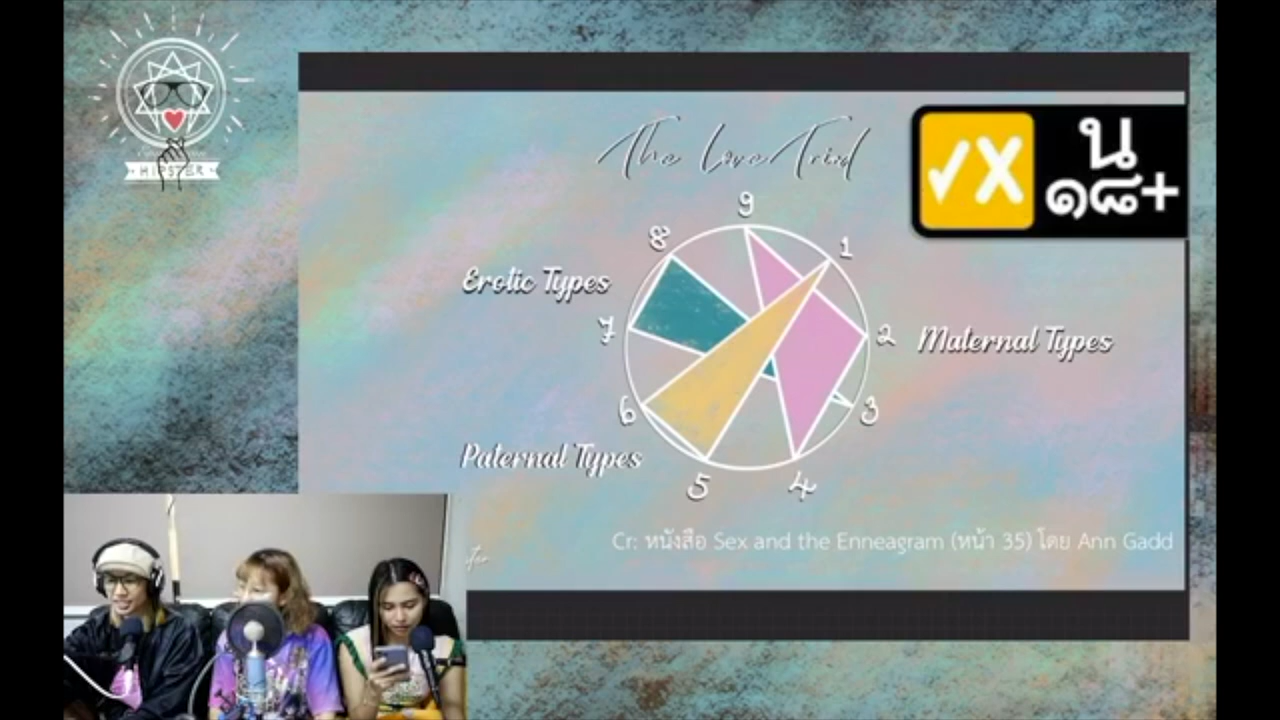 HIPSTER
The Love Triad
√X
น
๑๘+
9
8
1
Erotic Types
7
2
Maternal Types
6
3
Paternal Types
5
4
Cr: หนังสือ Sex and the Enneagram (หน้า 35) โดย Ann Gadd